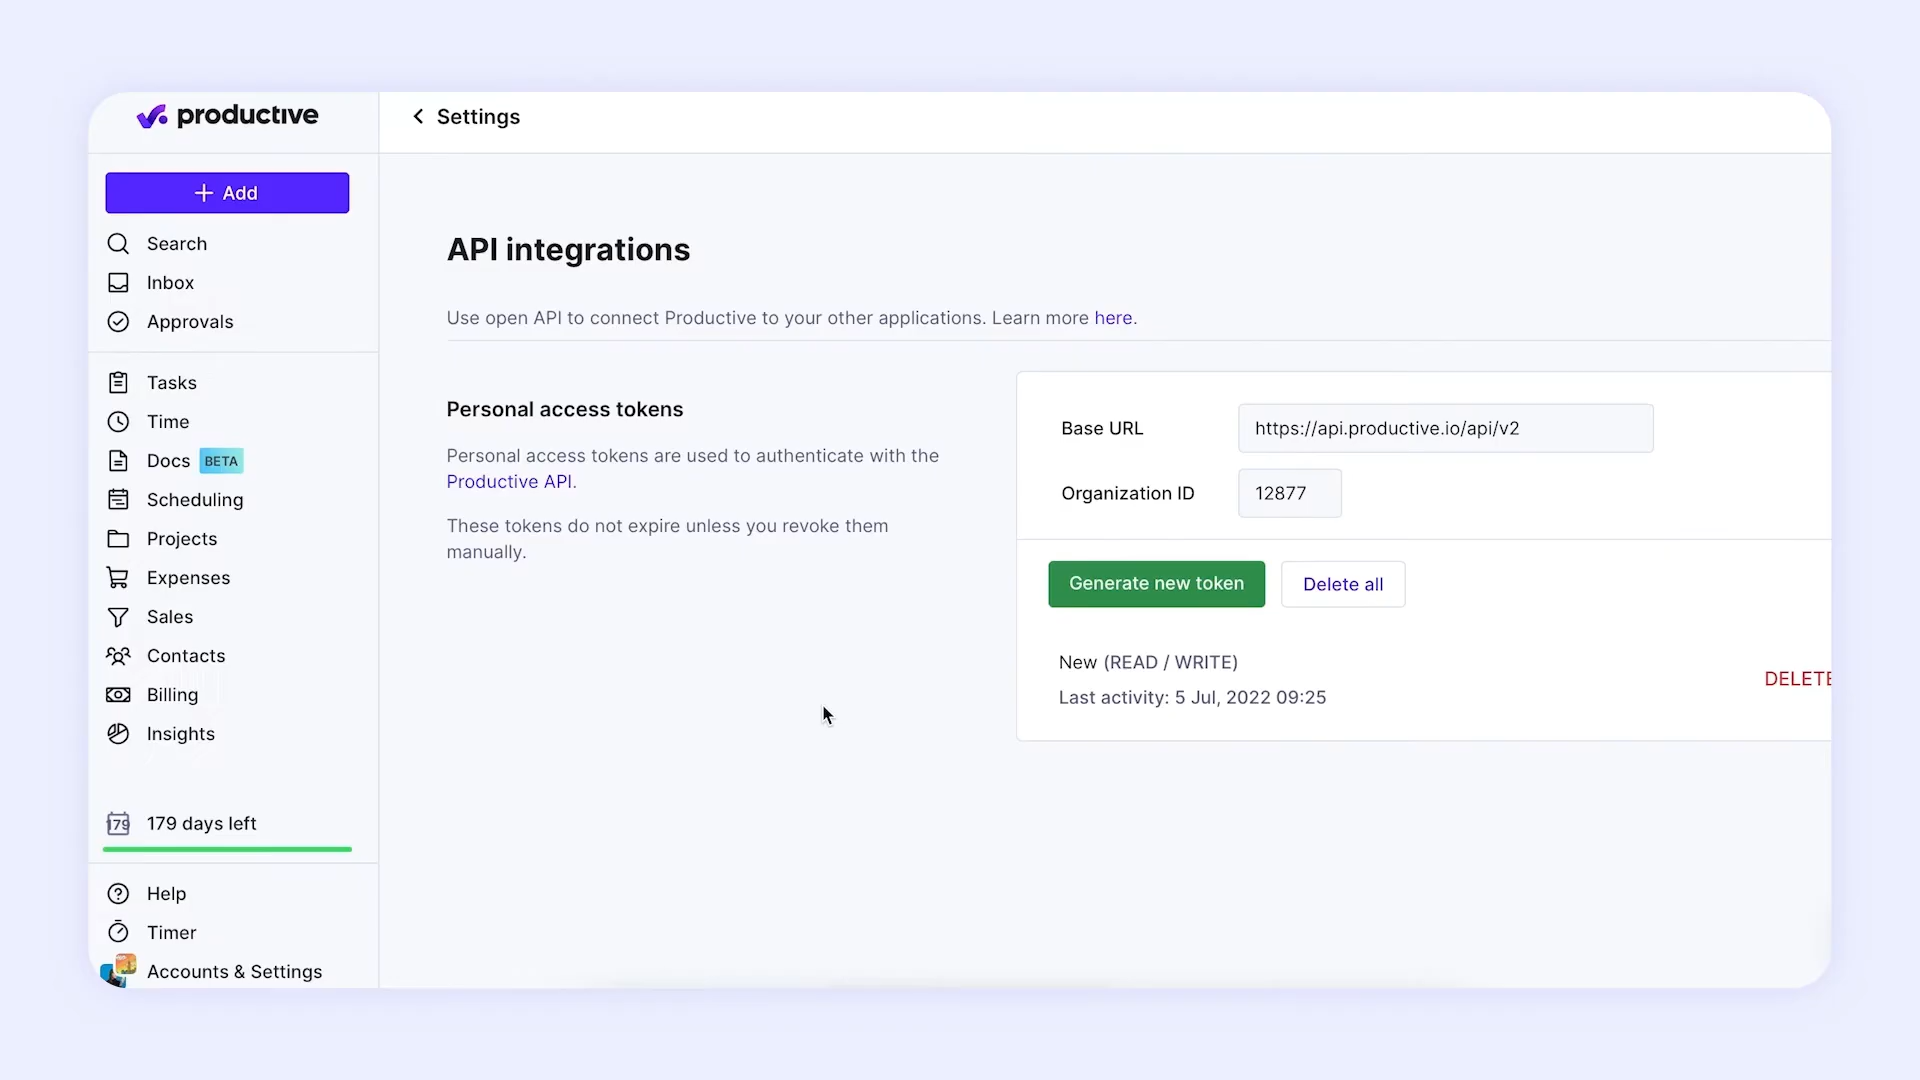 productive
Settings
Add
Search
Inbox
Approvals
Tasks
Time
Docs BETA
Scheduling
Projects
Expenses
Sales
Contacts
Billing
Insights
179 179 days left
Help
Timer
Accounts & Settings
API integrations
Use open API to connect Productive to your other applications. Learn more here.
Personal access tokens
Personal access tokens are used to authenticate with the
Productive API.
These tokens do not expire unless you revoke them
manually.
Base URL https://api.productive.io/api/v2
Organization ID 12877
Generate new token Delete all
New (READ / WRITE)
Last activity: 5 Jul, 2022 09:25
DELETE